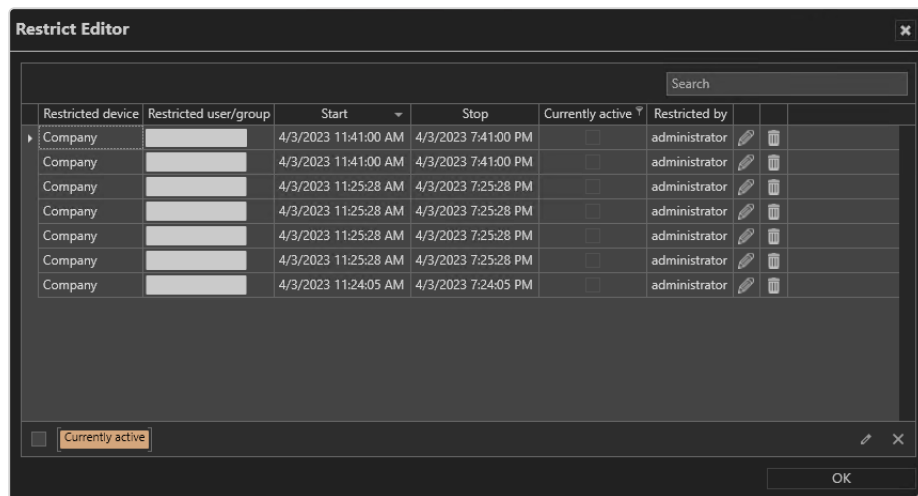 Restrict Editor
Search
Restricted device Restricted user/group Start Stop Currently active Restricted by
Company 4/3/2023 11:41:00 AM 4/3/2023 7:41:00 PM administrator
Company 4/3/2023 11:41:00 AM 4/3/2023 7:41:00 PM administrator
Company 4/3/2023 11:25:28 AM 4/3/2023 7:25:28 PM administrator
Company 4/3/2023 11:25:28 AM 4/3/2023 7:25:28 PM administrator
Company 4/3/2023 11:25:28 AM 4/3/2023 7:25:28 PM administrator
Company 4/3/2023 11:25:28 AM 4/3/2023 7:25:28 PM administrator
Company 4/3/2023 11:24:05 AM 4/3/2023 7:24:05 PM administrator
Currently active
OK